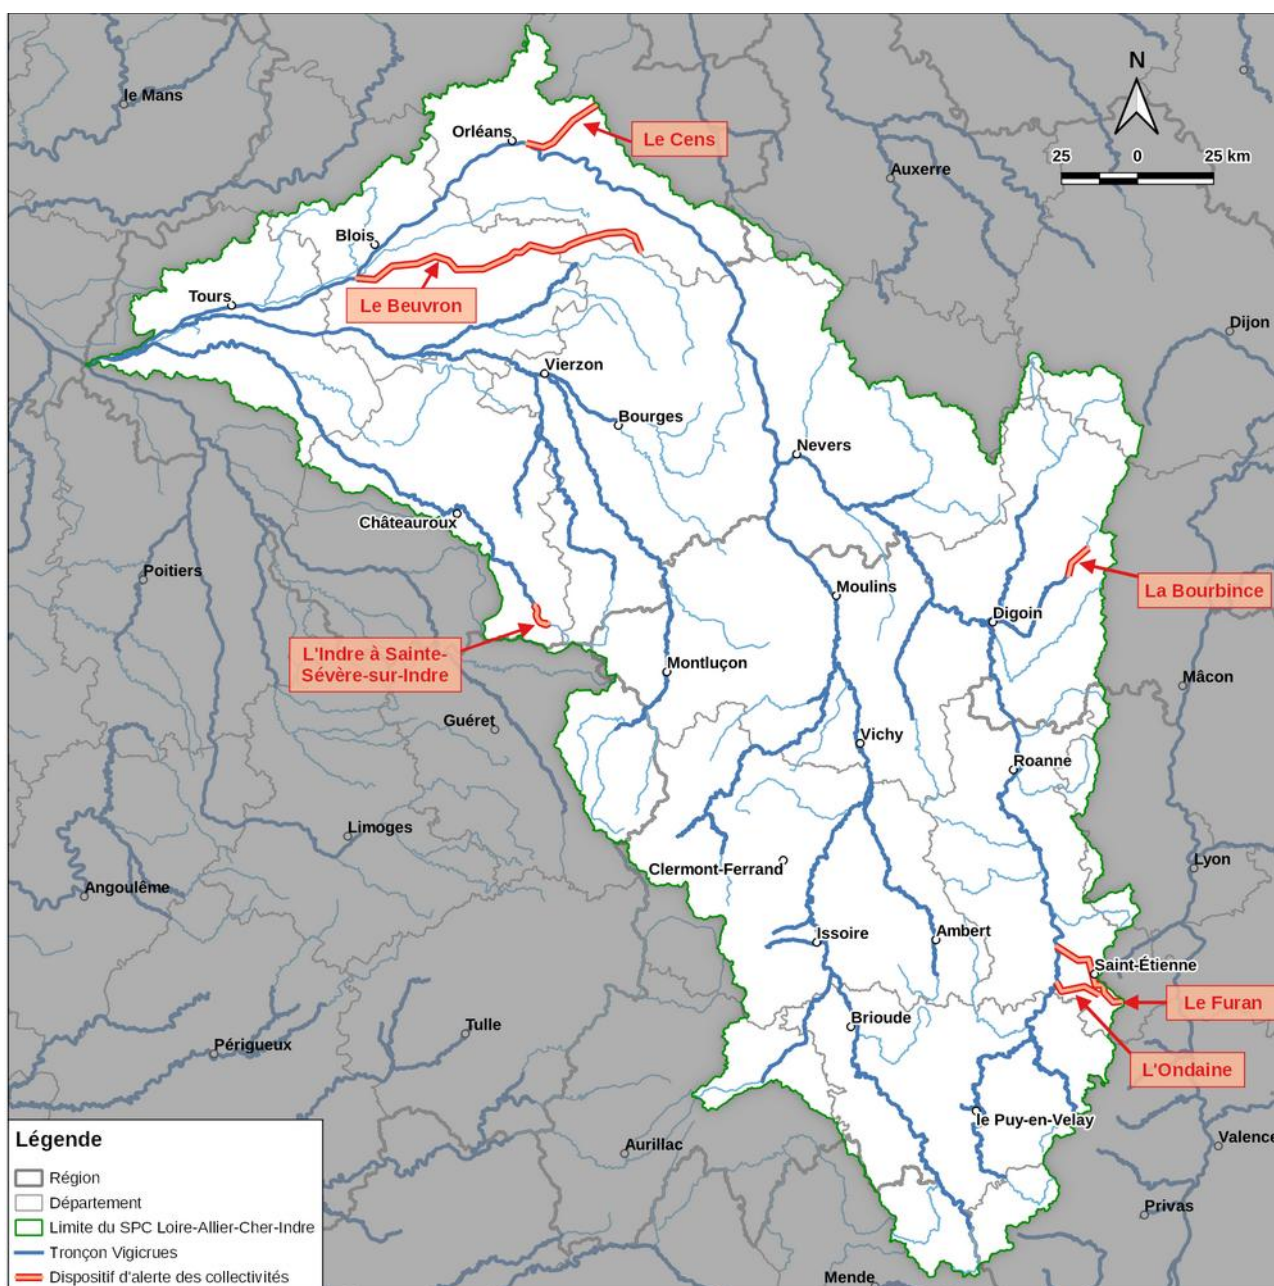 le Mans
N
Orléans
Le Cens
25 0 25 km
Auxerre
Blois
Le Beuvron
Tours
Dijon
Vierzon
Bourges
Nevers
Châteauroux
Poitiers
Moulins
La Bourbince
Digoin
L'Indre à Sainte-
Sévère-sur-Indre
Montluçon
Mâcon
Guéret
Vichy
Roanne
Limoges
Clermont-Ferrand
Lyon
Angoulême
Issoire
Ambert
Saint-Étienne
Le Furan
Brioude
Tulle
Périgueux
L'Ondaine
le Puy-en-Velay
Légende
Aurillac
Valence
Région
Département
Privas
Limite du SPC Loire-Allier-Cher-Indre
Tronçon Vigicrues
Dispositif d'alerte des collectivités
Mende